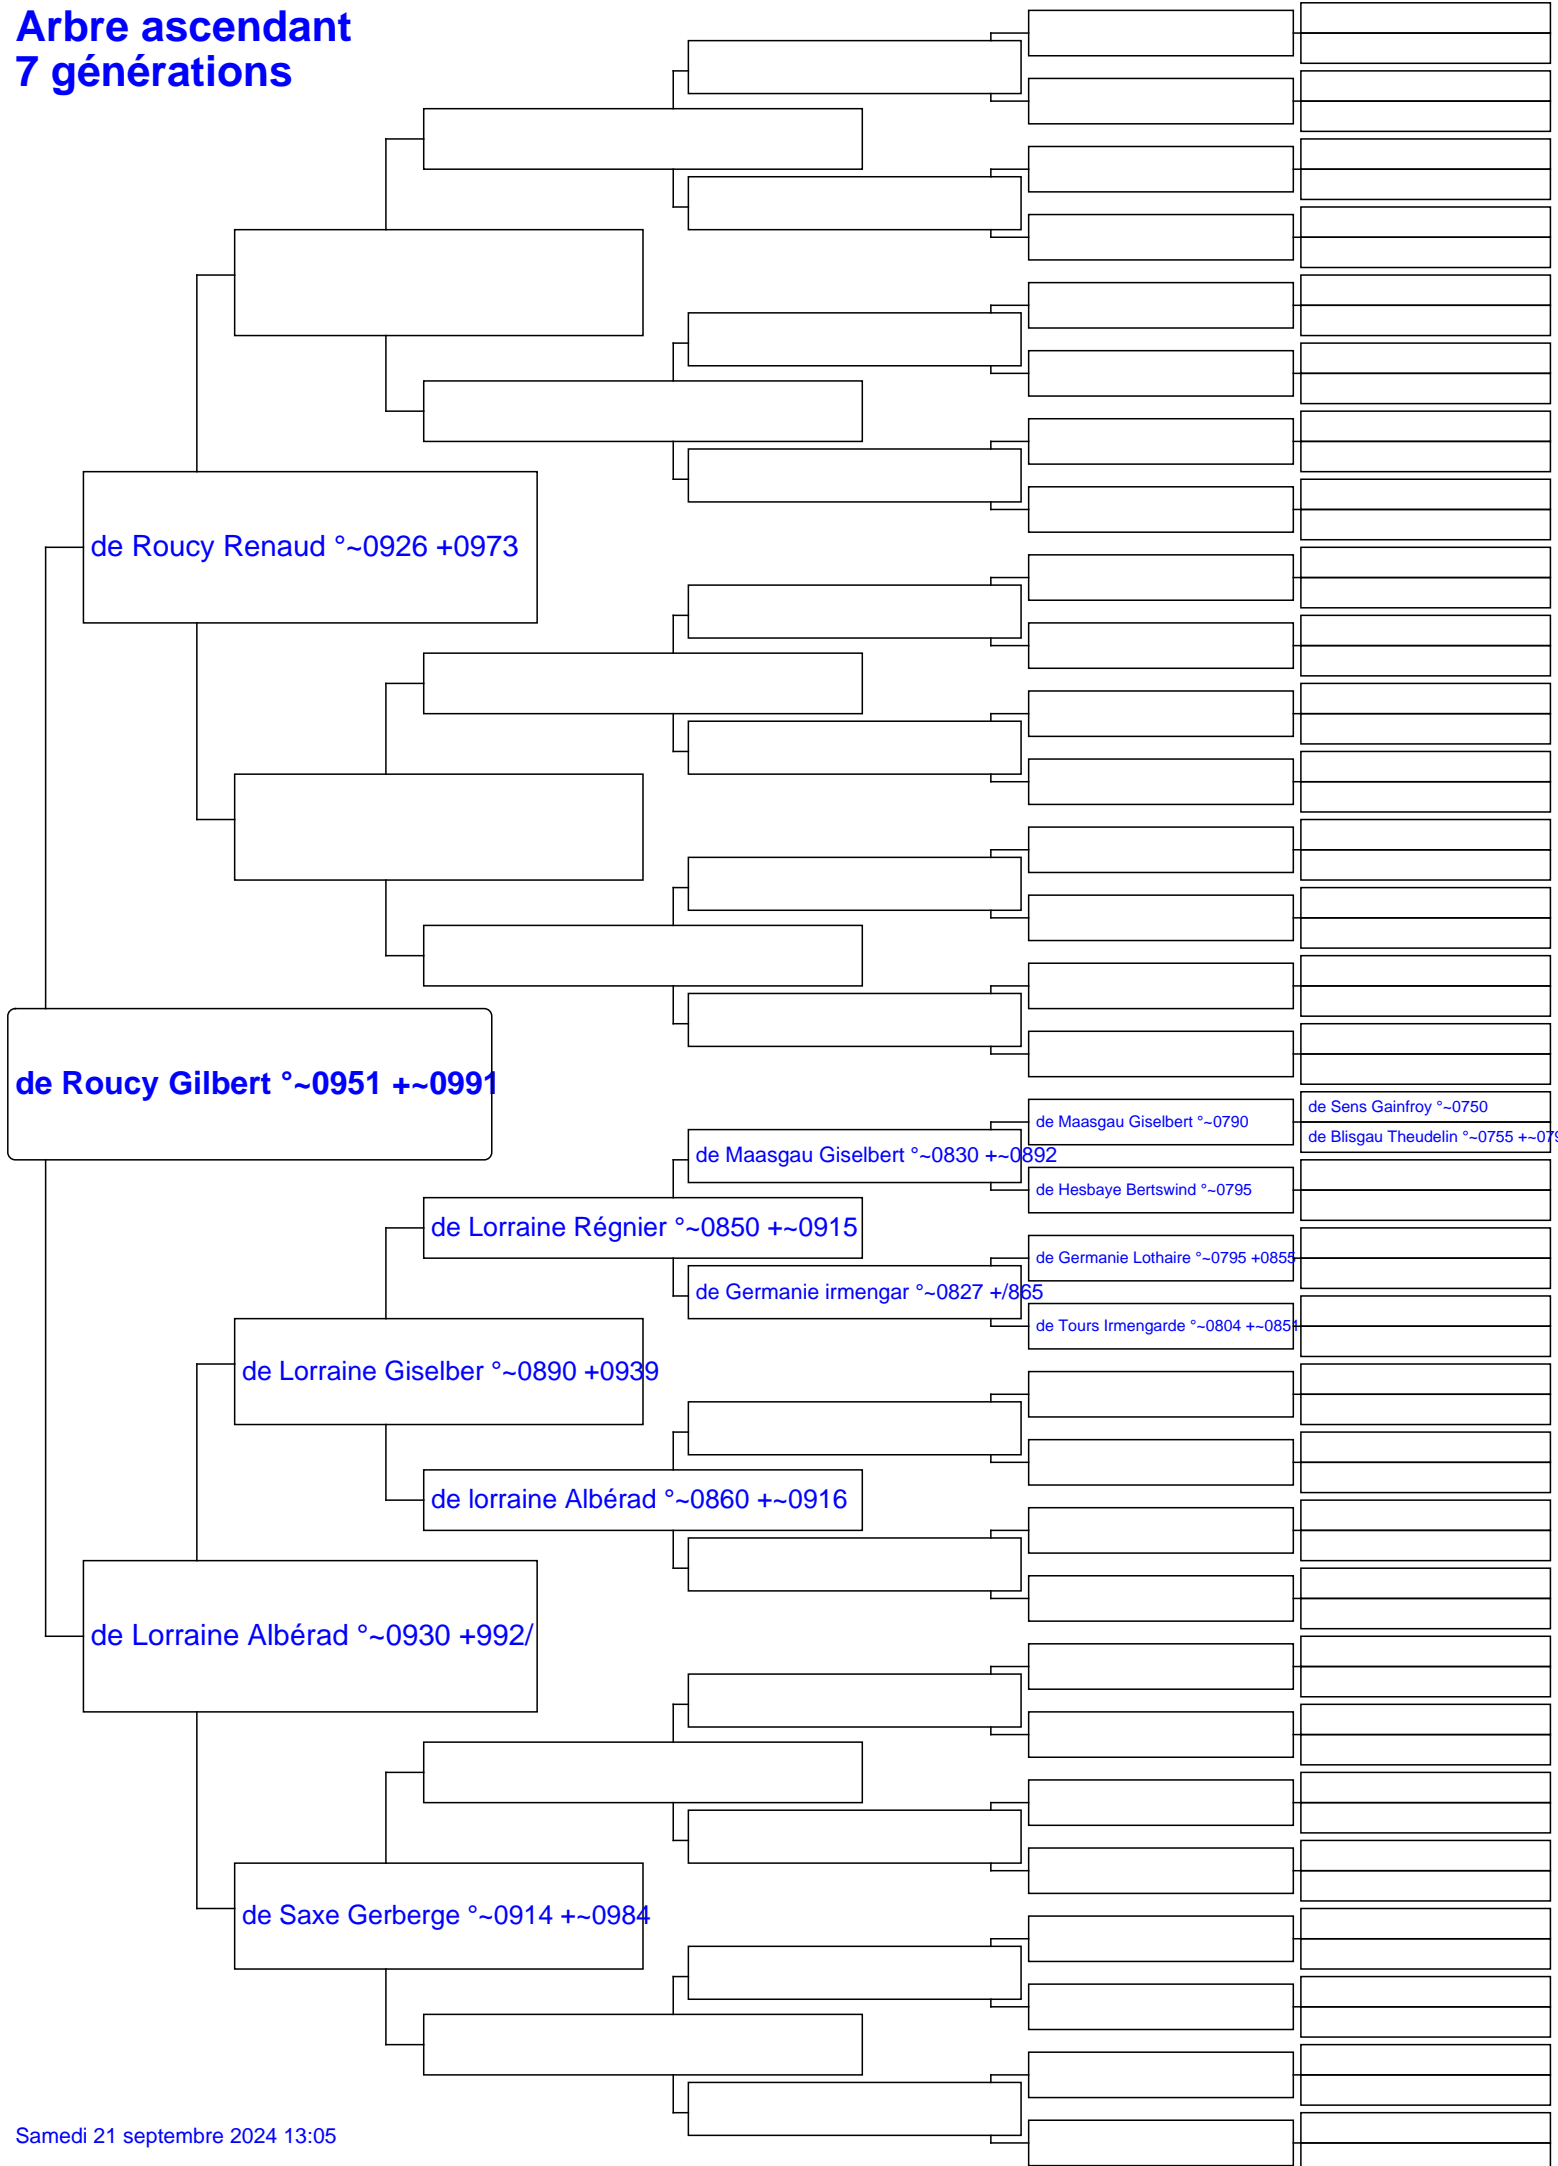 Arbre ascendant
7 générations
de Roucy Renaud °~0926 +0973
de Roucy Gilbert °~0951 +~0991
de Sens Gainfroy °~0750
de Maasgau Giselbert °~0790
de Blisgau Theudelin °~0755
de Maasgau Giselbert °~0830 +~0892
de Hesbaye Bertswind °~0795
de Lorraine Régnier °~0850 +~0915
de Germanie Lothaire °~0795 +0855
de Germanie irmengar °~0827 +/865
de Tours Irmengarde °~0804 +~0851
de Lorraine Giselber °~0890 +0939
de lorraine Albérad °~0860 +~0916
de Lorraine Albérad °~0930 +992/
de Saxe Gerberge °~0914 +~0984
Samedi 21 septembre 2024 13:05